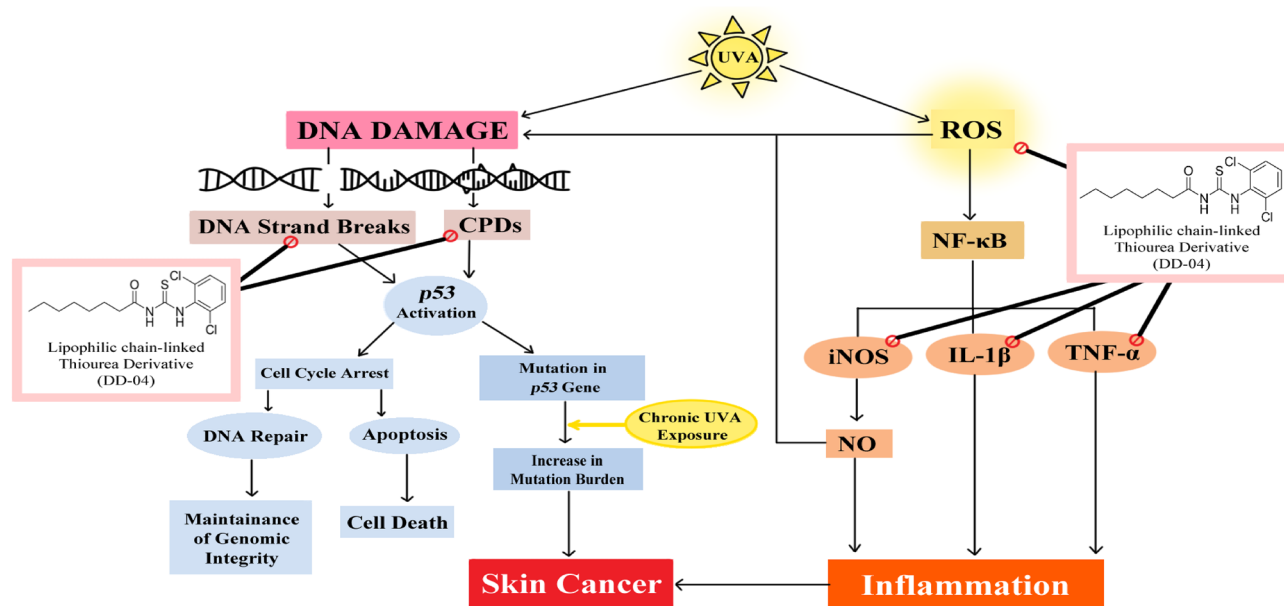 UVA
DNA DAMAGE
ROS
DNA Strand Breaks
CPDs
NF-κB
O
S
Cl
N
H
N
H
Cl
Lipophilic chain-linked
Thiourea Derivative
(DD-04)
O
S
Cl
N
H
N
H
Cl
Lipophilic chain-linked
Thiourea Derivative
(DD-04)
p53
Activation
iNOS
IL-1β
TNF-α
Cell Cycle Arrest
Mutation in
p53 Gene
Chronic UVA
Exposure
DNA Repair
Apoptosis
NO
Increase in
Mutation Burden
Maintainance
of Genomic
Integrity
Cell Death
Skin Cancer
Inflammation